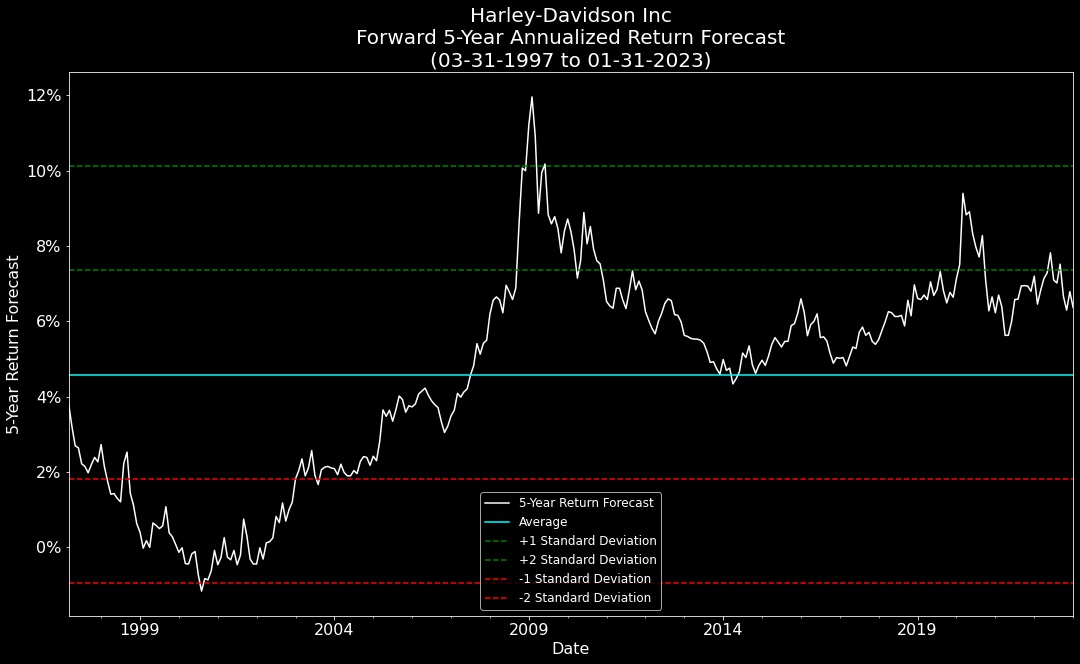 Harley-Davidson Inc
Forward 5-Year Annualized Return Forecast
(03-31-1997 to 01-31-2023)
5-Year Return Forecast
12%
10%
8%
6%
4%
2%
0%
5-Year Return Forecast
Average
+1 Standard Deviation
+2 Standard Deviation
-1 Standard Deviation
-2 Standard Deviation
1999 2004 2009 2014 2019
Date